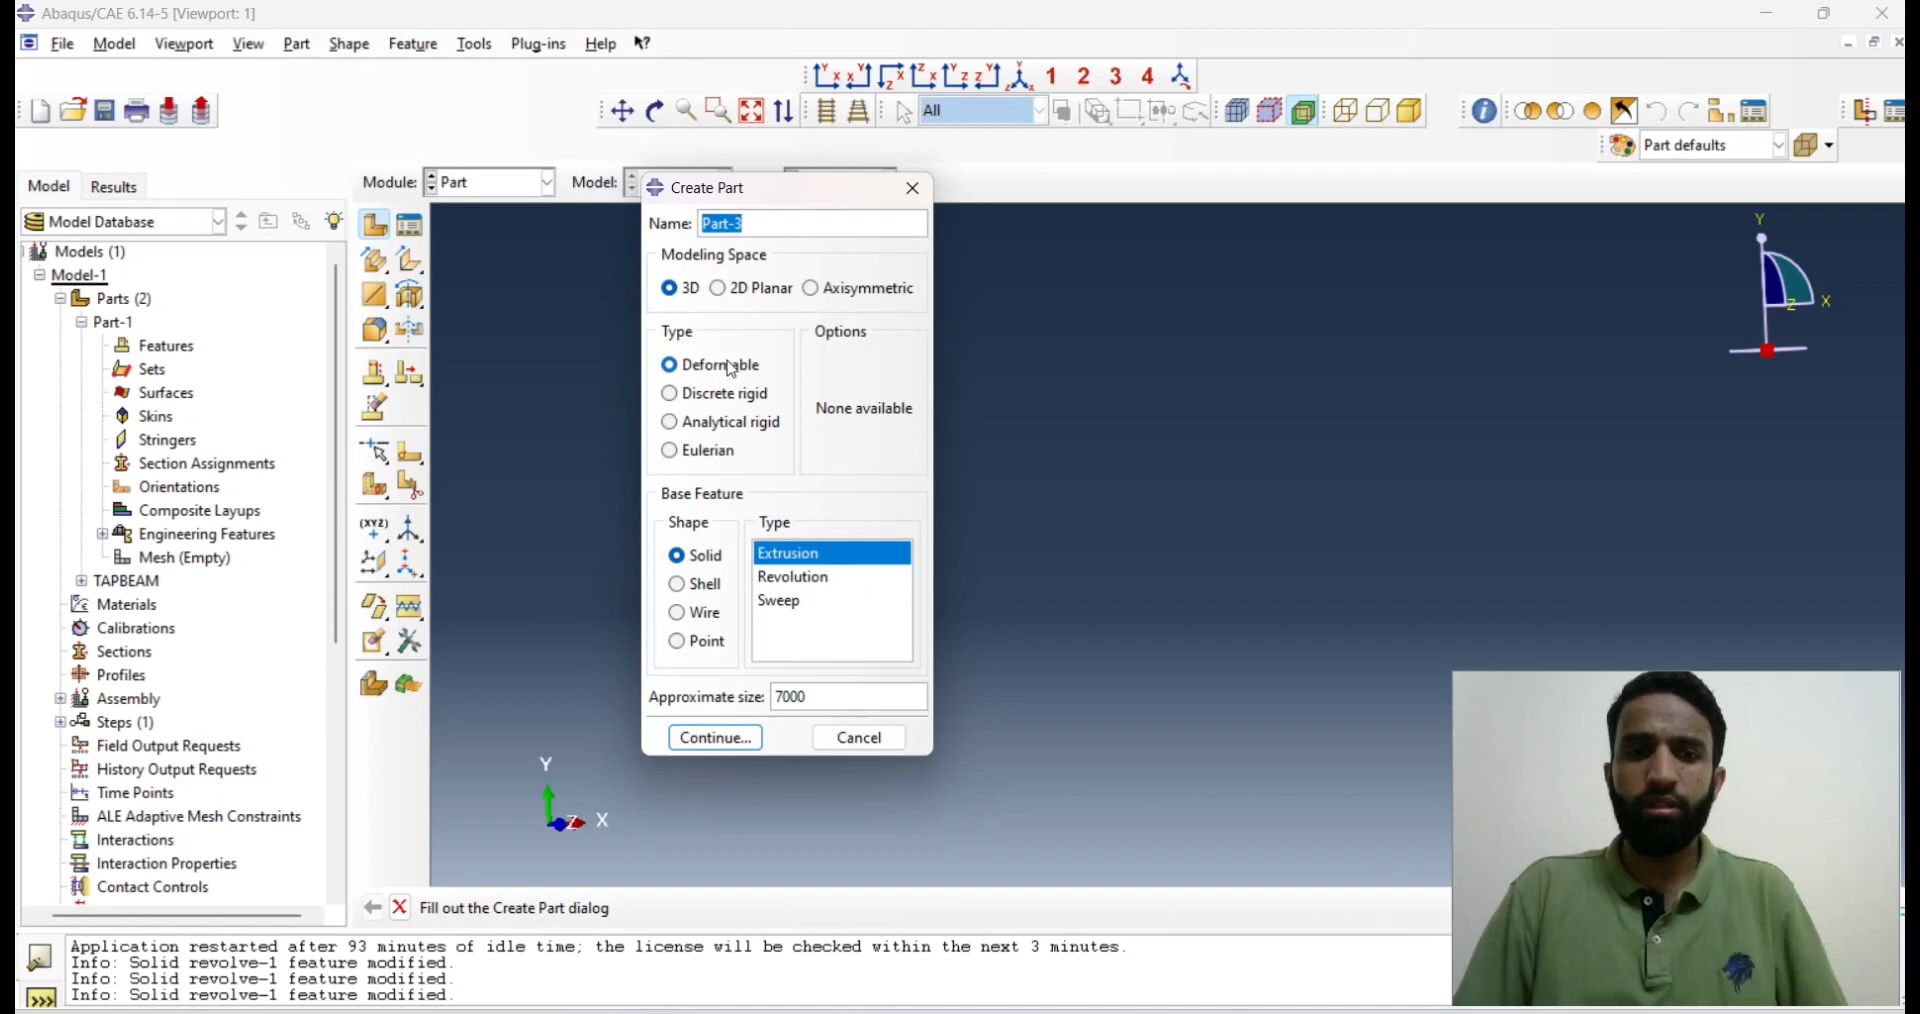 Abaqus/CAE 6.14-5 [Viewport: 1]
File Model Viewport View Part Shape Feature Tools Plug-ins Help
1 2 3 4
All
Part defaults
Model Results
Module: Part Model:
Model Database
Models (1)
Model-1
Parts (2)
Part-1
Features
Sets
Surfaces
Skins
Stringers
Section Assignments
Orientations
Composite Layups
Engineering Features
Mesh (Empty)
TAPBEAM
Materials
Calibrations
Sections
Profiles
Assembly
Steps (1)
Field Output Requests
History Output Requests
Time Points
ALE Adaptive Mesh Constraints
Interactions
Interaction Properties
Contact Controls
(XYZ)
Create Part
Name: Part-3
Modeling Space
3D 2D Planar Axisymmetric
Type Options
Deformable
Discrete rigid
Analytical rigid
Eulerian
None available
Base Feature
Shape Type
Solid
Shell
Wire
Point
Extrusion
Revolution
Sweep
Approximate size: 7000
Continue... Cancel
Y
X
Z
Y
X
Z
Fill out the Create Part dialog
Application restarted after 93 minutes of idle time; the license will be checked within the next 3 minutes.
Info: Solid revolve-1 feature modified.
Info: Solid revolve-1 feature modified.
Info: Solid revolve-1 feature modified.
>>>